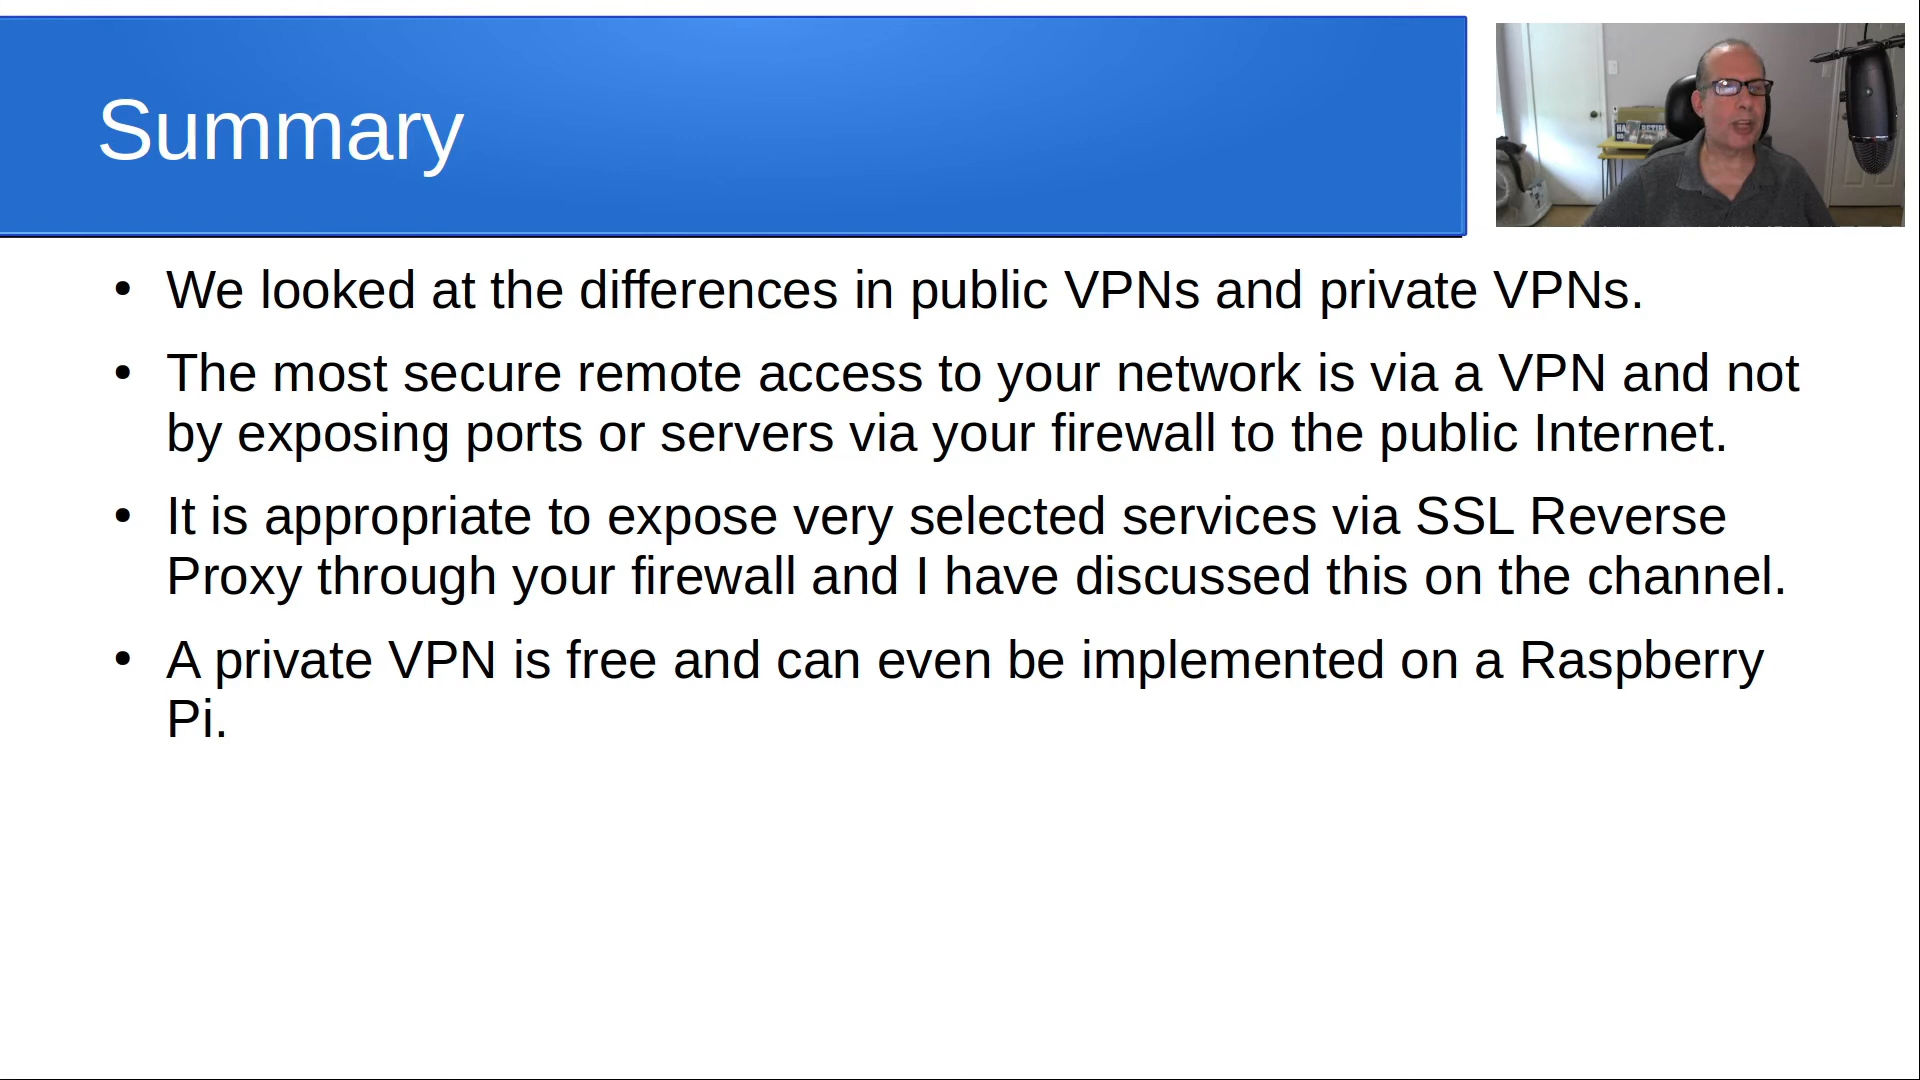 Summary
• We looked at the differences in public VPNs and private VPNs.
• The most secure remote access to your network is via a VPN and not
by exposing ports or servers via your firewall to the public Internet.
• It is appropriate to expose very selected services via SSL Reverse
Proxy through your firewall and I have discussed this on the channel.
• A private VPN is free and can even be implemented on a Raspberry
Pi.